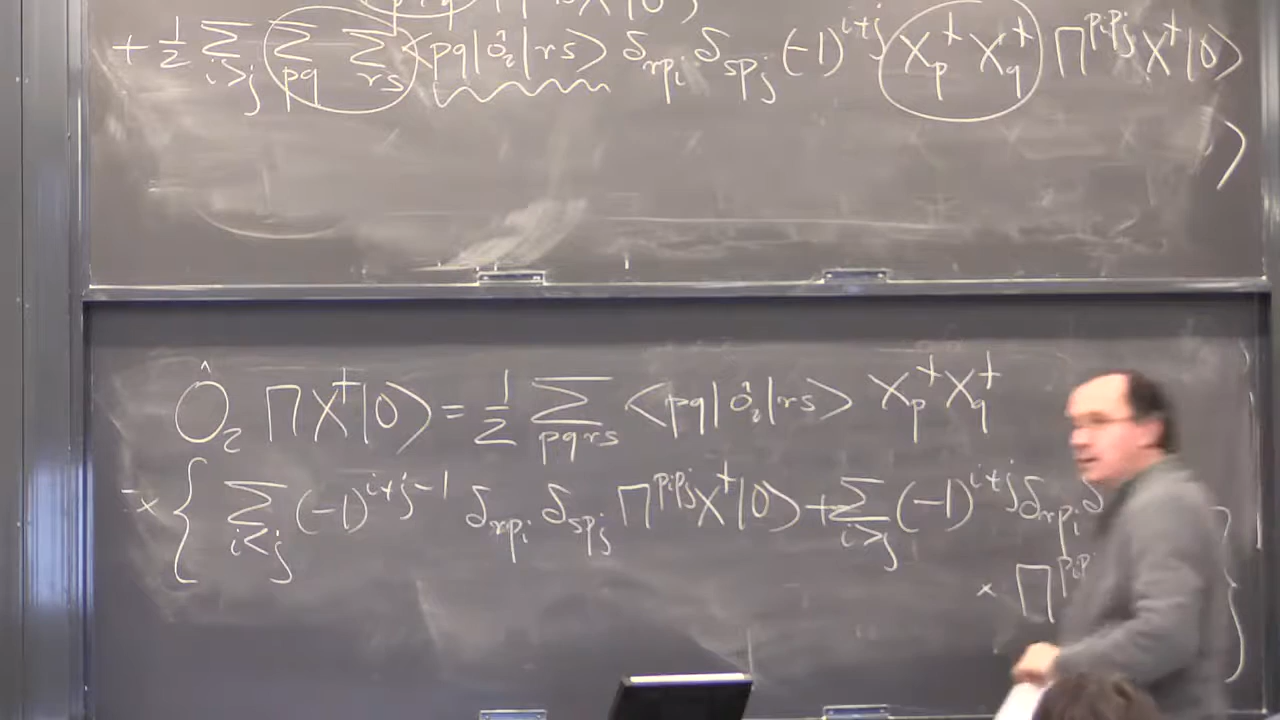 + 1/2 Σ_{i>j} Σ_{pq} Σ_{rs} <pq|ô₂|rs> δ_{rp_i} δ_{sp_j} (-1)^{i+j} X_p^+ X_q^+ Π^{p_ip_j} X^+|0>
)
Ô₂ Π X^+|0> = 1/2 Σ_{pqrs} <pq|ô₂|rs> X_p^+ X_q^+
× { Σ_{i<j} (-1)^{i+j-1} δ_{rp_i} δ_{sp_j} Π^{p_ip_j} X^+|0> + Σ_{i>j} (-1)^{i+j} δ_{rp_i} δ
× Π^{p_ip} }